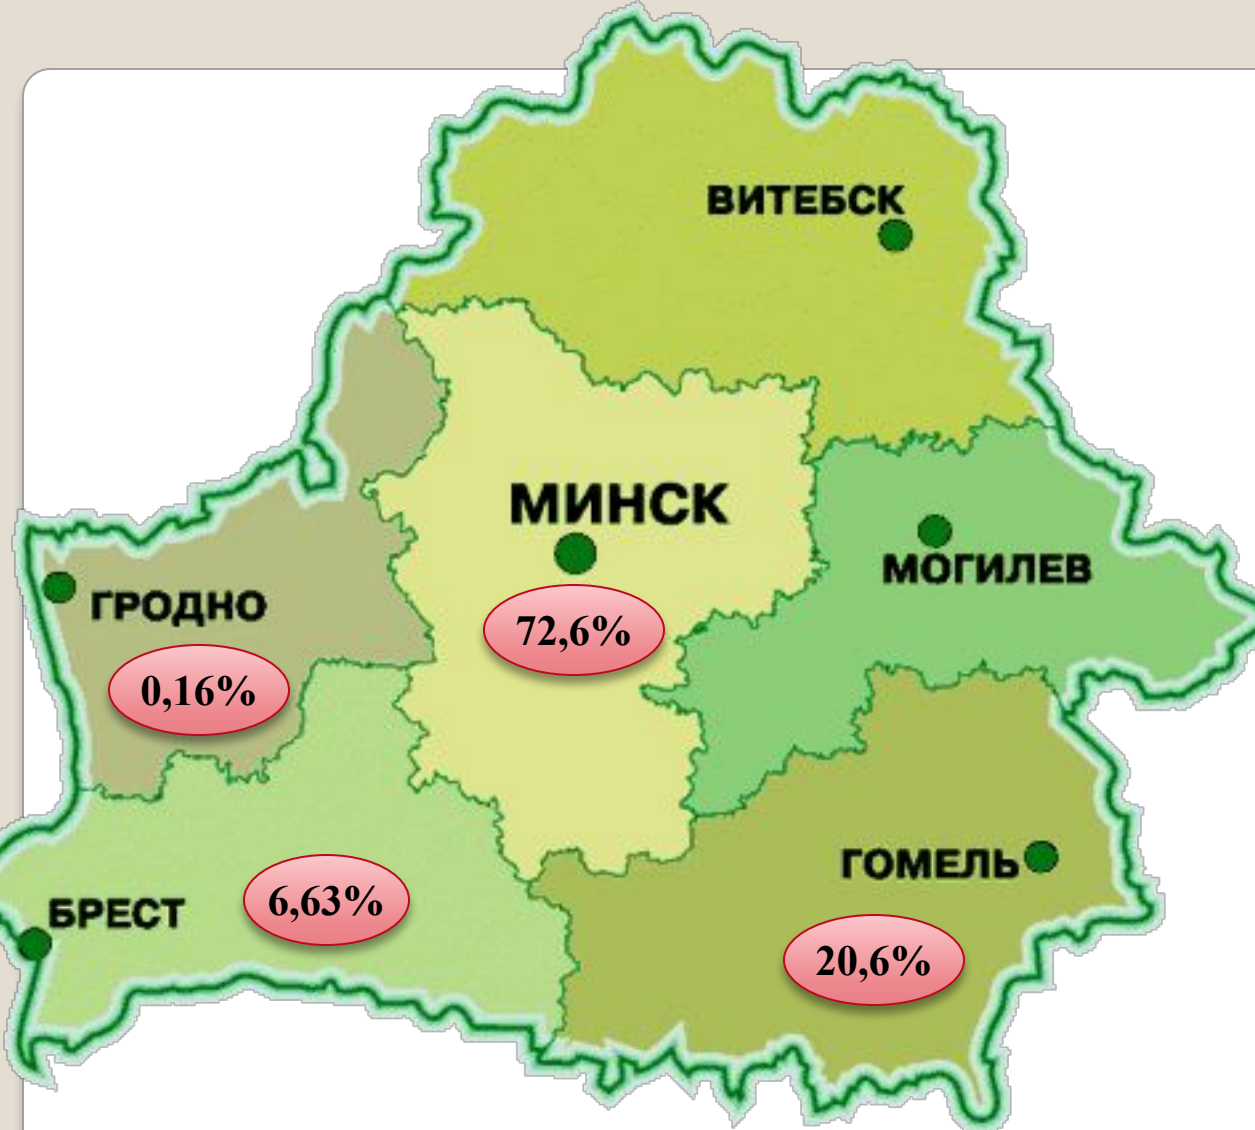 ВИТЕБСК
МИНСК
72,6%
МОГИЛЕВ
ГРОДНО
0,16%
БРЕСТ
6,63%
ГОМЕЛЬ
20,6%